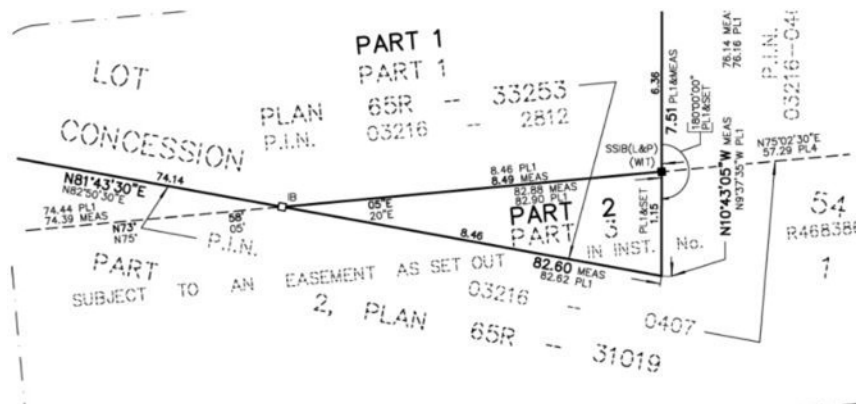 PART 1
PART 1
LOT
CONCESSION
PLAN 65R -- 33253
P.I.N. 03216 -- 2812
6.36
7.51 PL1&MEAS
180°00'00"
PL1&SET
76.14 MEAS
76.16 PL1
P.I.N.
SSIB(L&P)
(WIT)
N75°02'30"E
57.29 PL4
N81°43'30"E
N82°50'30"E
74.14
IB
8.46 PL1
8.49 MEAS
82.88 MEAS
82.90 PL1
05"E
20"E
74.44 PL1
74.39 MEAS
N73°
N75°
58'
05'
P.I.N.
PART 2
PART 3
IN INST. No.
PL1&SET
1.15
N10°43'05"W MEAS
N9°37'35"W PL1
54
1
8.46
82.60 MEAS
82.62 PL1
PART
SUBJECT TO AN EASEMENT AS SET OUT
03216 -- 0407
2, PLAN 65R -- 31019